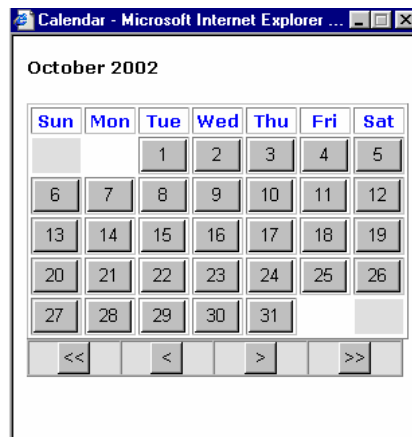 Calendar - Microsoft Internet Explorer ...
October 2002
Sun Mon Tue Wed Thu Fri Sat
1 2 3 4 5
6 7 8 9 10 11 12
13 14 15 16 17 18 19
20 21 22 23 24 25 26
27 28 29 30 31
<< < > >>